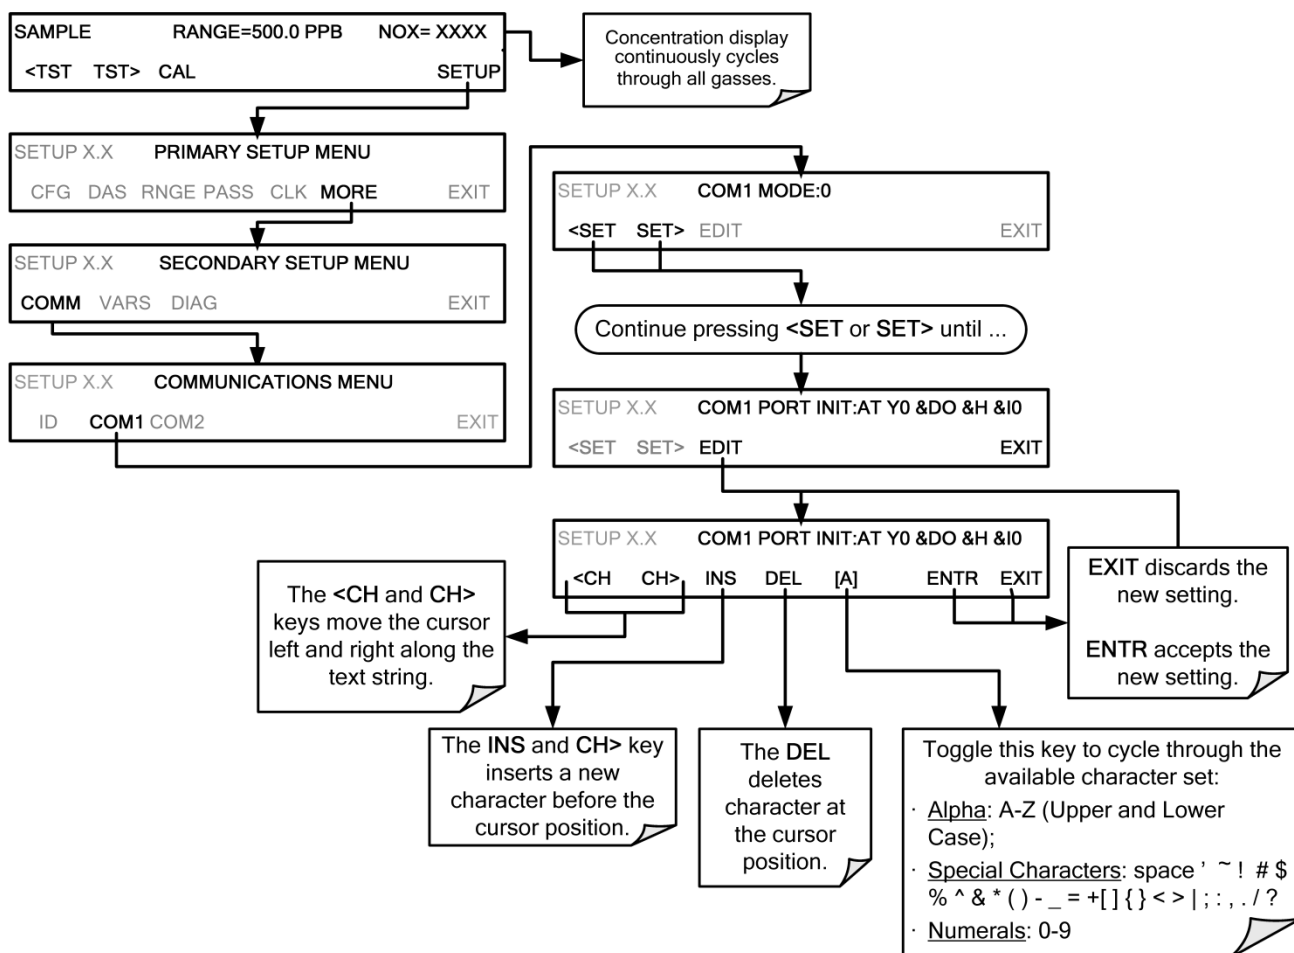 SAMPLE RANGE=500.0 PPB NOX= XXXX
<TST TST> CAL SETUP
Concentration display
continuously cycles
through all gasses.
SETUP X.X PRIMARY SETUP MENU
CFG DAS RNGE PASS CLK MORE EXIT
SETUP X.X SECONDARY SETUP MENU
COMM VARS DIAG EXIT
SETUP X.X COMMUNICATIONS MENU
ID COM1 COM2 EXIT
SETUP X.X COM1 MODE:0
<SET SET> EDIT EXIT
Continue pressing <SET or SET> until ...
SETUP X.X COM1 PORT INIT:AT Y0 &DO &H &I0
<SET SET> EDIT EXIT
SETUP X.X COM1 PORT INIT:AT Y0 &DO &H &I0
<CH CH> INS DEL [A] ENTR EXIT
EXIT discards the
new setting.
ENTR accepts the
new setting.
The <CH and CH>
keys move the cursor
left and right along the
text string.
The INS and CH> key
inserts a new
character before the
cursor position.
The DEL
deletes
character at
the cursor
position.
Toggle this key to cycle through the
available character set:
· Alpha: A-Z (Upper and Lower
Case);
· Special Characters: space ' ~ ! # $
% ^ & * ( ) - _ = +[ ] { } < > | ; : , . / ?
· Numerals: 0-9